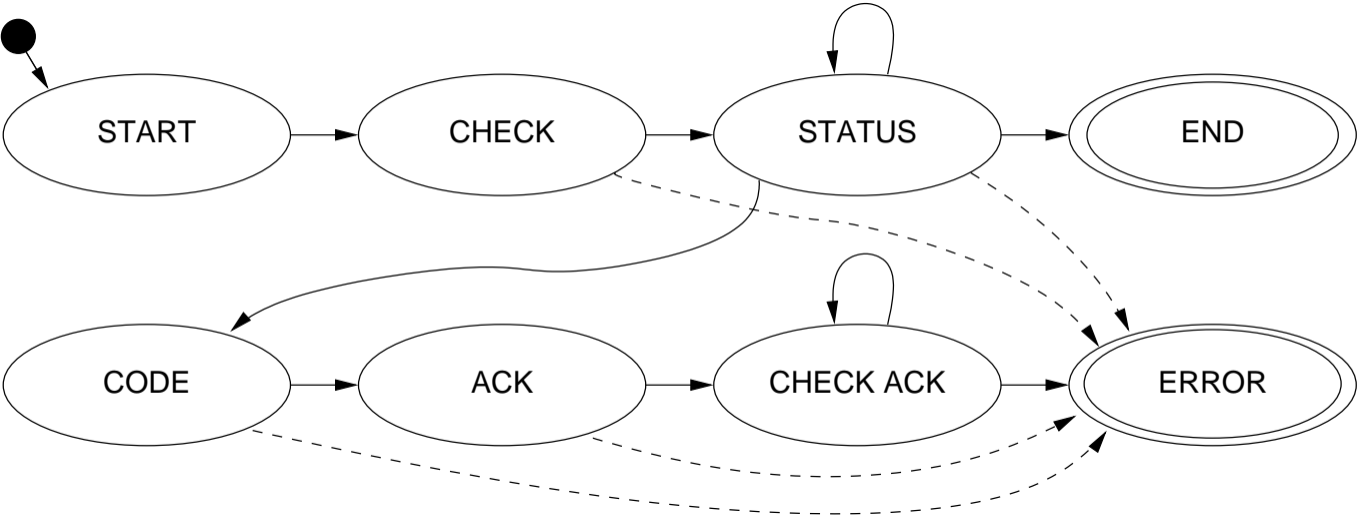 START
CHECK
STATUS
END
CODE
ACK
CHECK ACK
ERROR